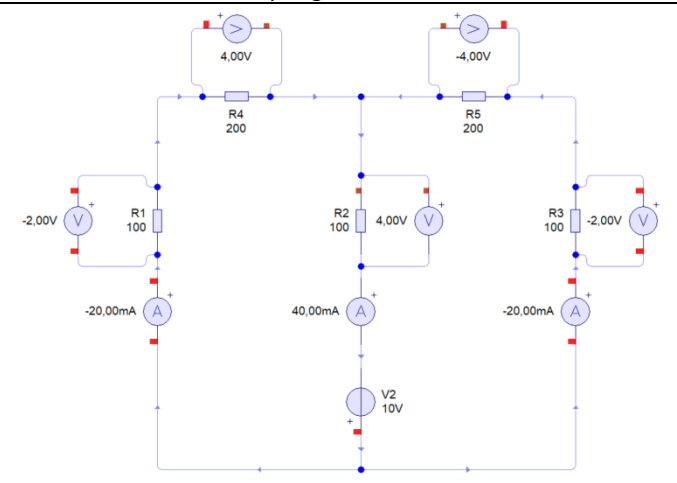 +
V
4,00V
R4
200
+
V
-4,00V
R5
200
-2,00V
+
V
R1
100
R2
100
4,00V
+
V
R3
100
-2,00V
+
V
-20,00mA
+
A
40,00mA
+
A
-20,00mA
+
A
V2
10V
+